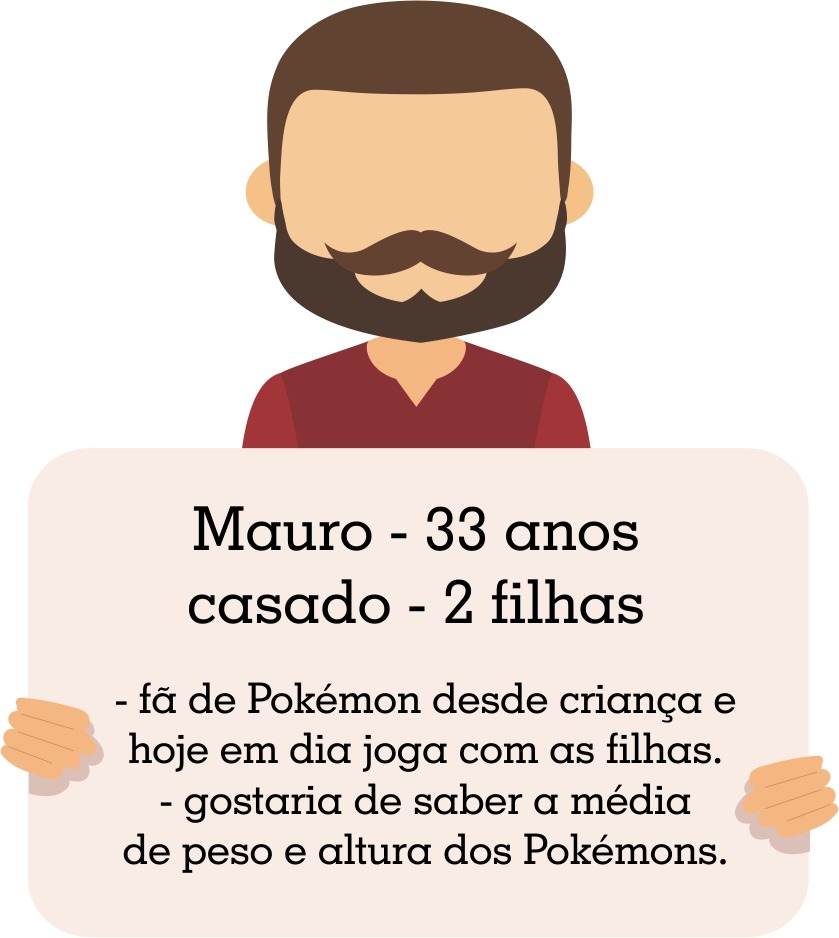 Mauro - 33 anos
casado - 2 filhas
- fã de Pokémon desde criança e
hoje em dia joga com as filhas.
- gostaria de saber a média
de peso e altura dos Pokémons.